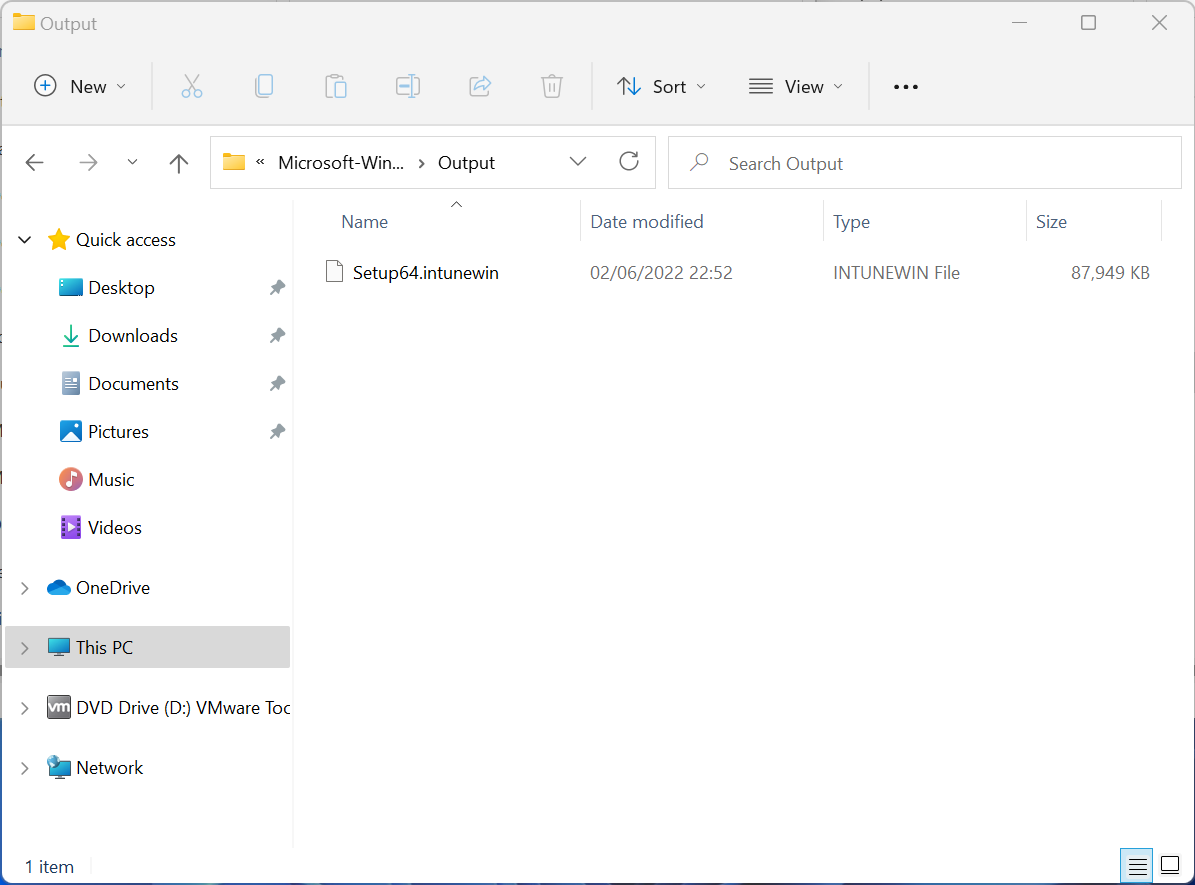 Output
New
Sort
View
« Microsoft-Win... › Output
Search Output
Name Date modified Type Size
Setup64.intunewin 02/06/2022 22:52 INTUNEWIN File 87,949 KB
Quick access
Desktop
Downloads
Documents
Pictures
Music
Videos
OneDrive
This PC
vm DVD Drive (D:) VMware Too
Network
1 item